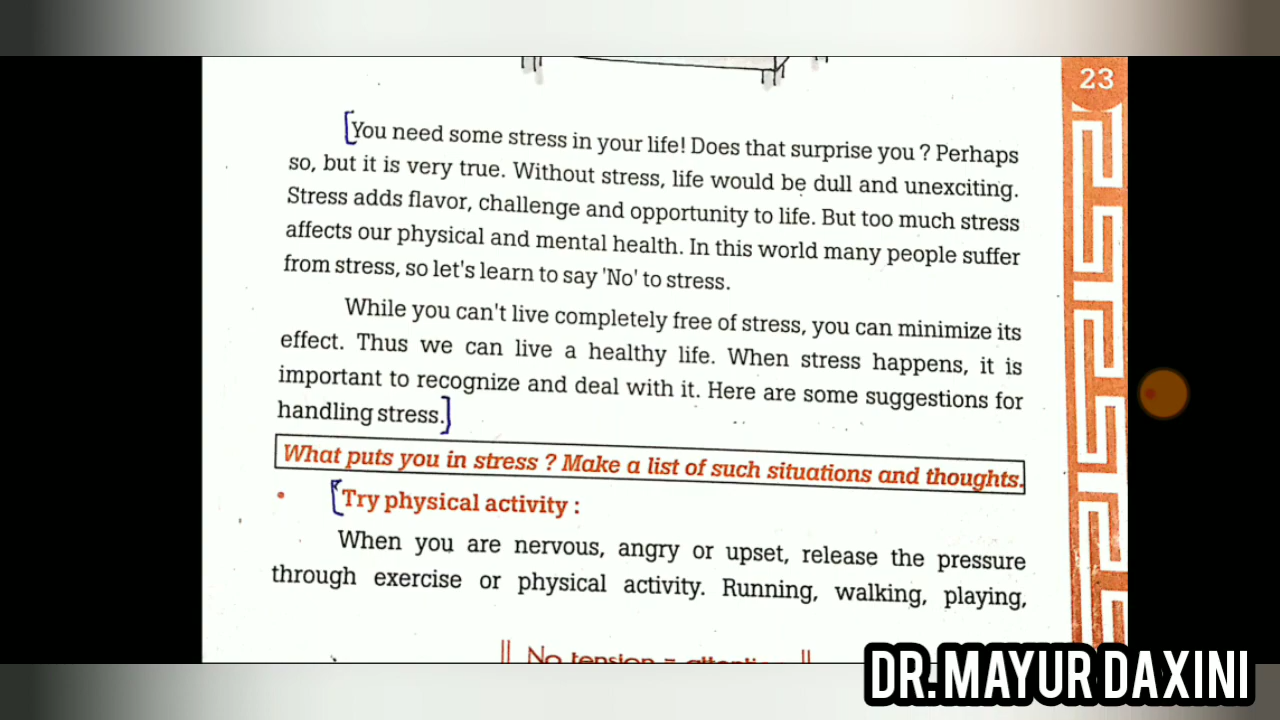 23
You need some stress in your life! Does that surprise you ? Perhaps
so, but it is very true. Without stress, life would be dull and unexciting.
Stress adds flavor, challenge and opportunity to life. But too much stress
affects our physical and mental health. In this world many people suffer
from stress, so let's learn to say 'No' to stress.
While you can't live completely free of stress, you can minimize its
effect. Thus we can live a healthy life. When stress happens, it is
important to recognize and deal with it. Here are some suggestions for
handling stress.
What puts you in stress ? Make a list of such situations and thoughts.
• Try physical activity :
When you are nervous, angry or upset, release the pressure
through exercise or physical activity. Running, walking, playing,
No tension =
DR. MAYUR DAXINI